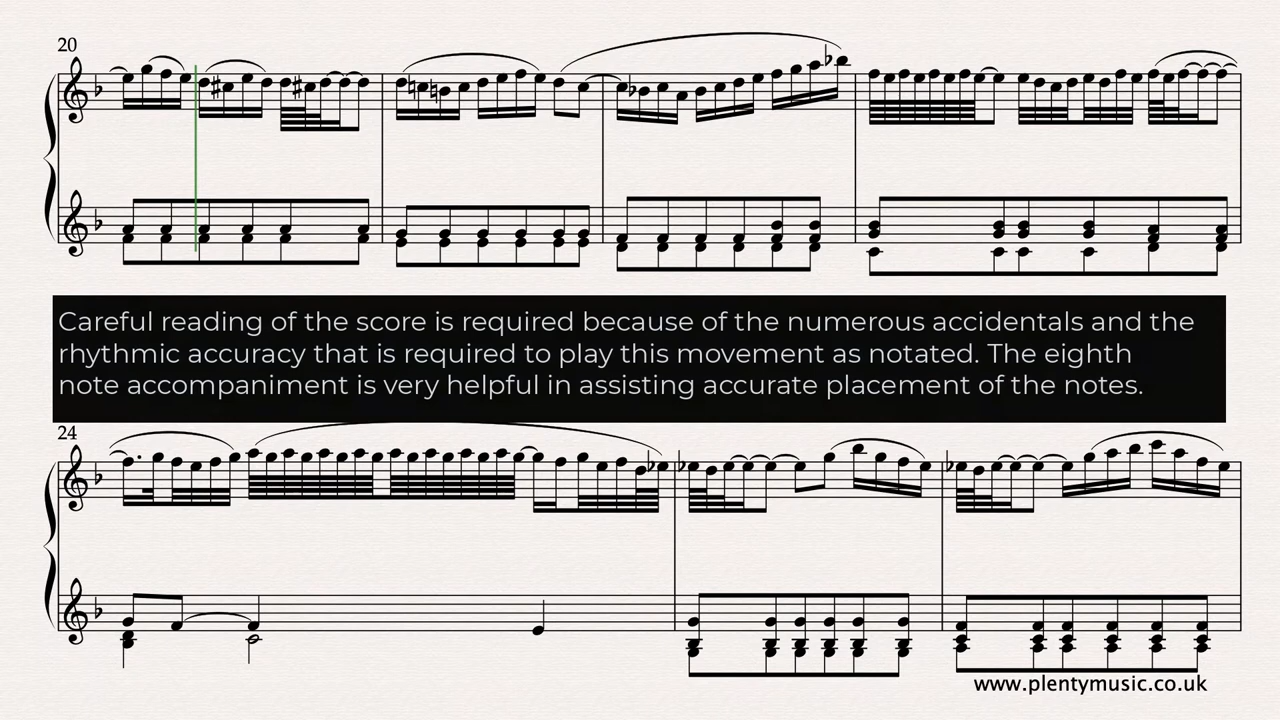 20
Careful reading of the score is required because of the numerous accidentals and the
rhythmic accuracy that is required to play this movement as notated. The eighth
note accompaniment is very helpful in assisting accurate placement of the notes.
24
www.plentymusic.co.uk